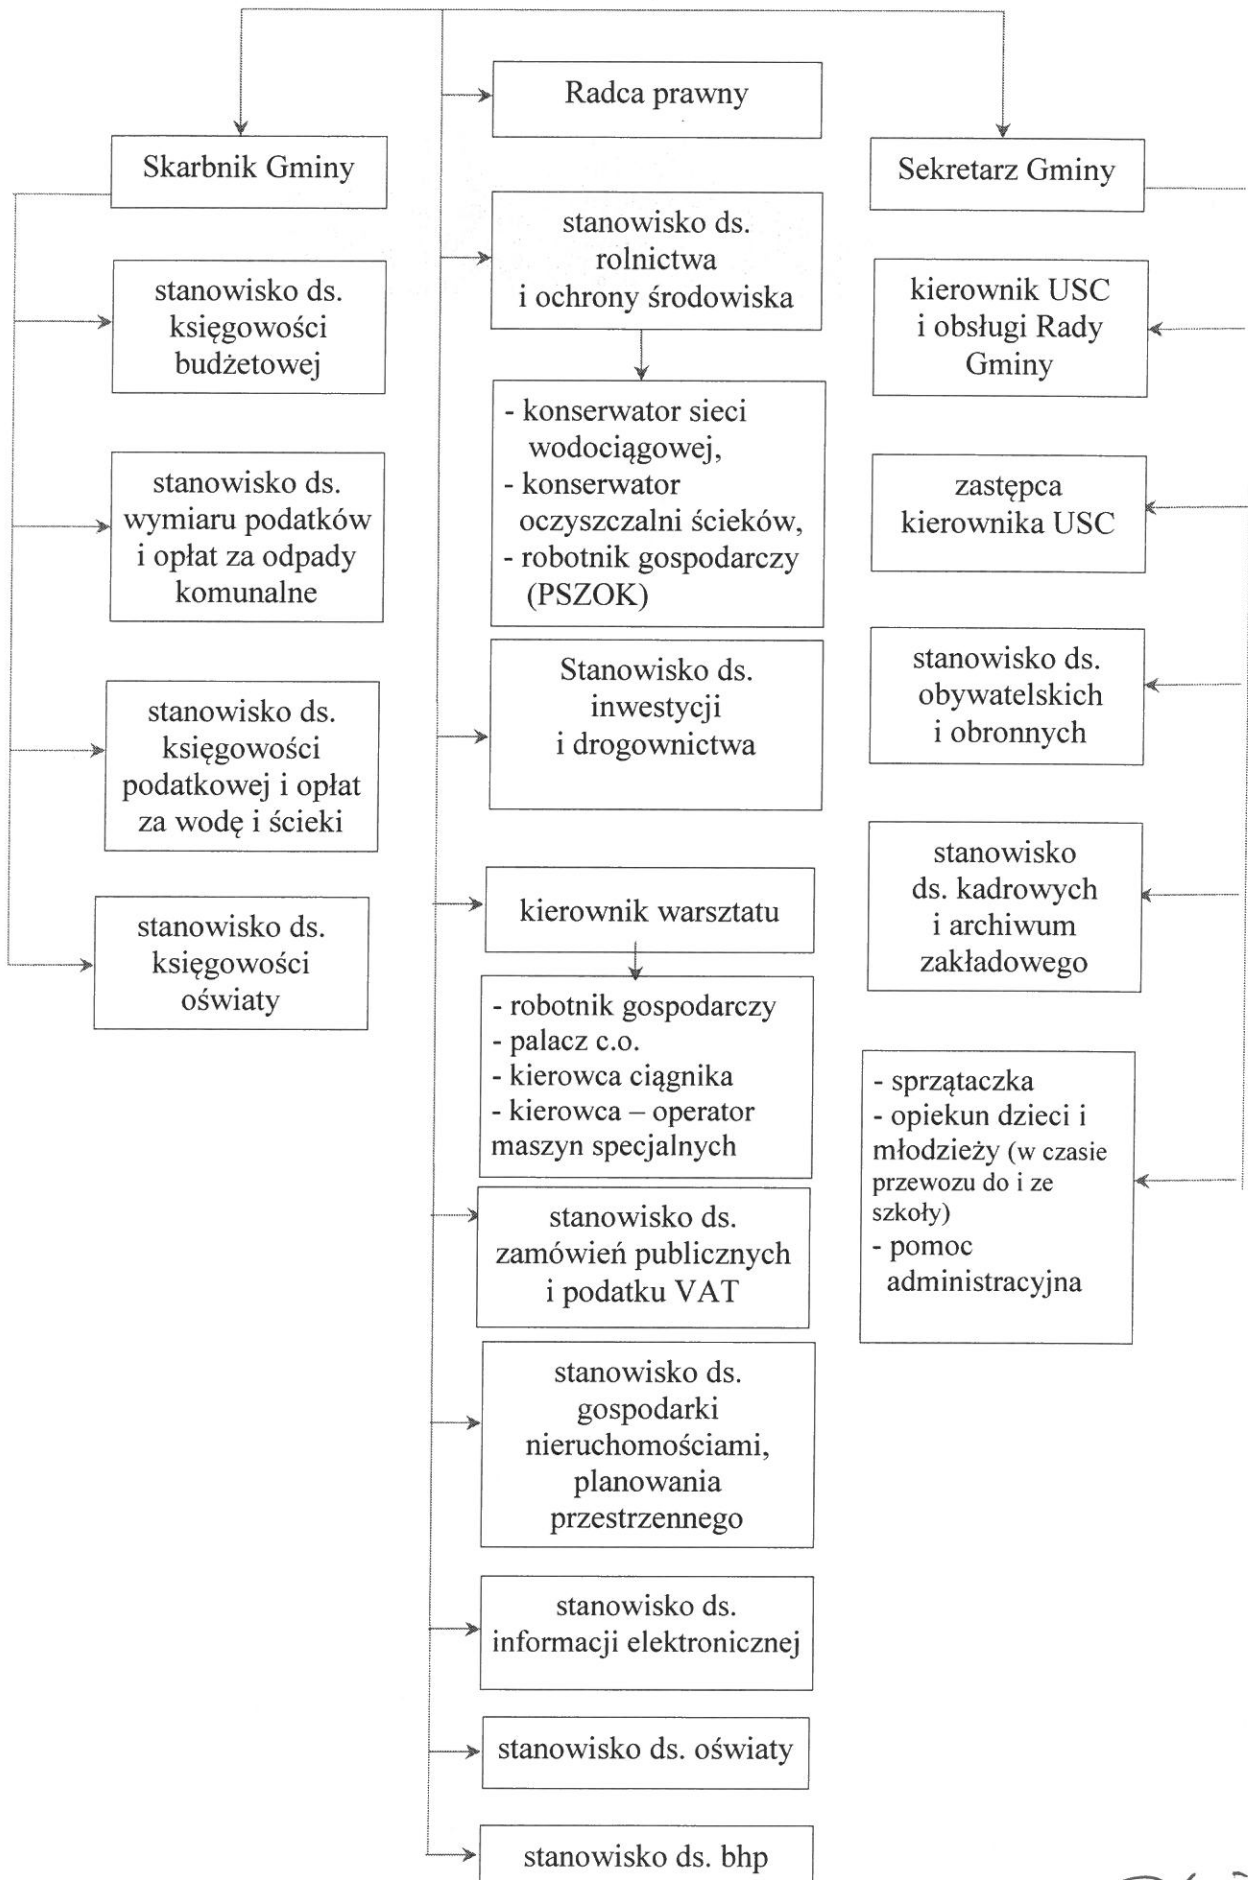 Radca prawny
Skarbnik Gminy
Sekretarz Gminy
stanowisko ds.
księgowości
budżetowej
stanowisko ds.
wymiaru podatków
i opłat za odpady
komunalne
stanowisko ds.
księgowości
podatkowej i opłat
za wodę i ścieki
stanowisko ds.
księgowości
oświaty
stanowisko ds.
rolnictwa
i ochrony środowiska
- konserwator sieci
wodociągowej,
- konserwator
oczyszczalni ścieków,
- robotnik gospodarczy
(PSZOK)
Stanowisko ds.
inwestycji
i drogownictwa
kierownik warsztatu
- robotnik gospodarczy
- palacz c.o.
- kierowca ciągnika
- kierowca – operator
maszyn specjalnych
stanowisko ds.
zamówień publicznych
i podatku VAT
stanowisko ds.
gospodarki
nieruchomościami,
planowania
przestrzennego
stanowisko ds.
informacji elektronicznej
stanowisko ds. oświaty
stanowisko ds. bhp
kierownik USC
i obsługi Rady
Gminy
zastępca
kierownika USC
stanowisko ds.
obywatelskich
i obronnych
stanowisko
ds. kadrowych
i archiwum
zakładowego
- sprzątaczka
- opiekun dzieci i
młodzieży (w czasie
przewozu do i ze
szkoły)
- pomoc
administracyjna